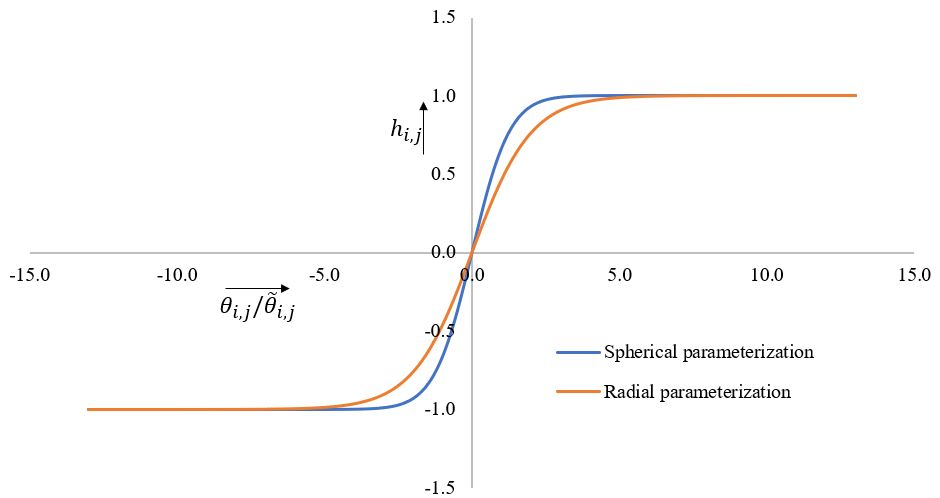 1.5
1.0
h_{i,j}
0.5
0.0
-15.0 -10.0 -5.0 0.0 5.0 10.0 15.0
θ_{i,j}/θ̃_{i,j}
-0.5
Spherical parameterization
Radial parameterization
-1.0
-1.5